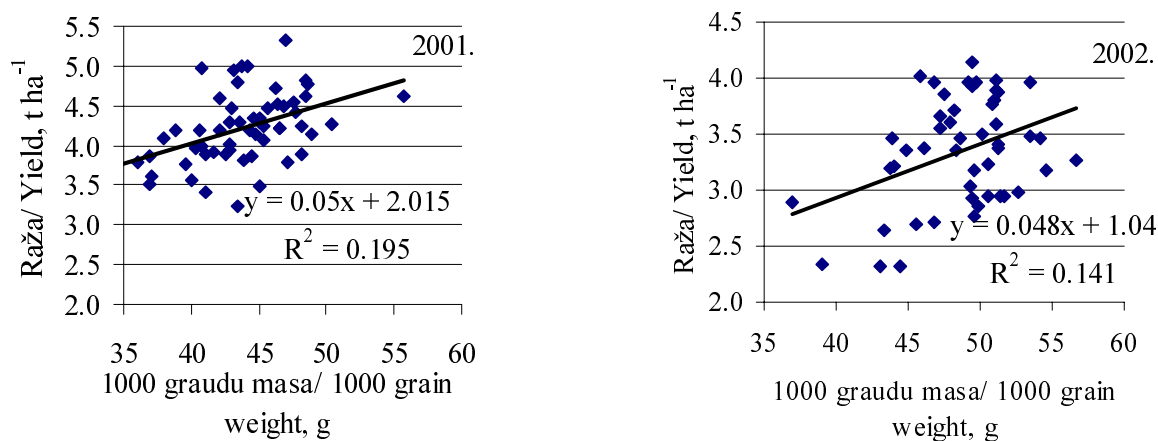 Raža/ Yield, t ha⁻¹
5.5
5.0
4.5
4.0
3.5
3.0
2.5
2.0
2001.
y = 0.05x + 2.015
R² = 0.195
35 40 45 50 55 60
1000 graudu masa/ 1000 grain
weight, g
Raža/ Yield, t ha⁻¹
4.5
4.0
3.5
3.0
2.5
2.0
2002.
y = 0.048x + 1.04
R² = 0.141
35 40 45 50 55 60
1000 graudu masa/ 1000 grain
weight, g